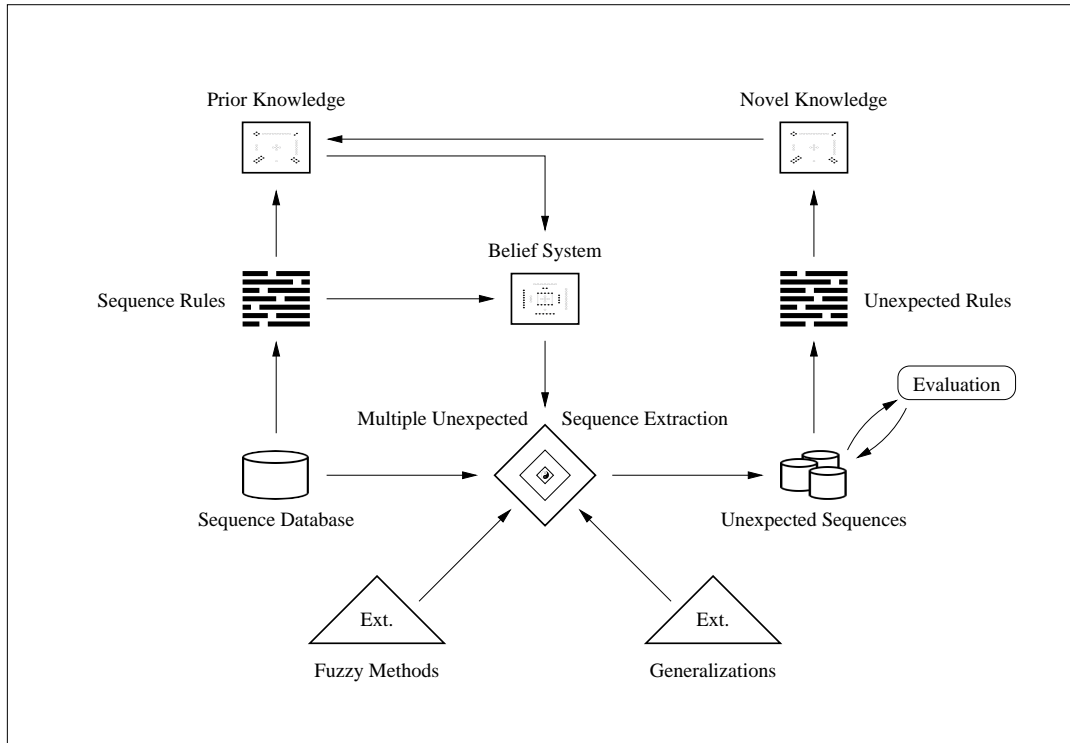 Prior Knowledge
Novel Knowledge
Belief System
Sequence Rules
Unexpected Rules
Evaluation
Multiple Unexpected
Sequence Extraction
Sequence Database
Unexpected Sequences
Ext.
Ext.
Fuzzy Methods
Generalizations